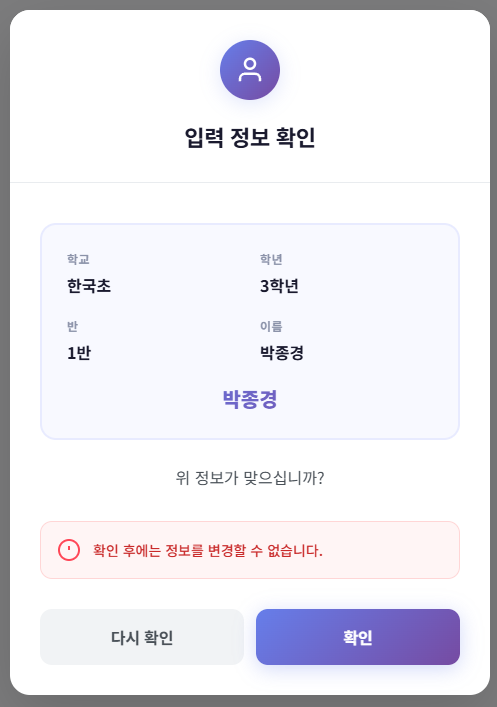 입력 정보 확인
학교 학년
한국초 3학년
반 이름
1반 박종경
박종경
위 정보가 맞으십니까?
확인 후에는 정보를 변경할 수 없습니다.
다시 확인 확인